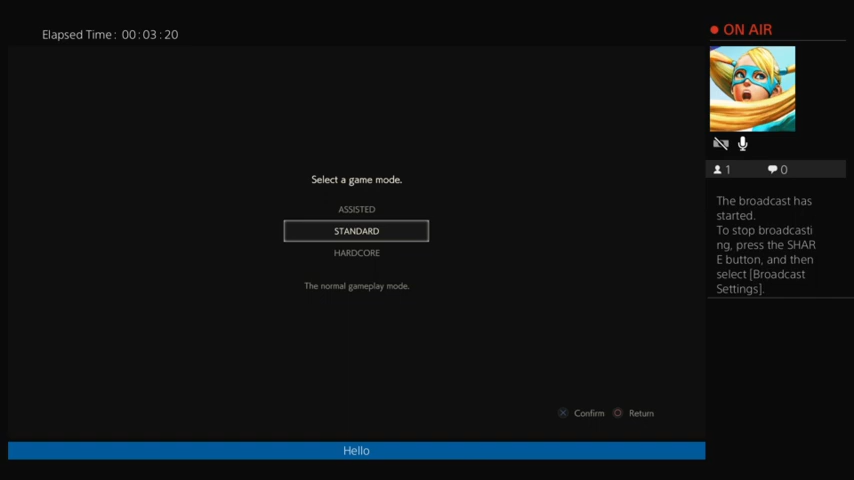 Elapsed Time: 00:03:20
ON AIR
1 0
Select a game mode.
ASSISTED
STANDARD
HARDCORE
The normal gameplay mode.
The broadcast has
started.
To stop broadcasti
ng, press the SHAR
E button, and then
select [Broadcast
Settings].
Confirm Return
Hello